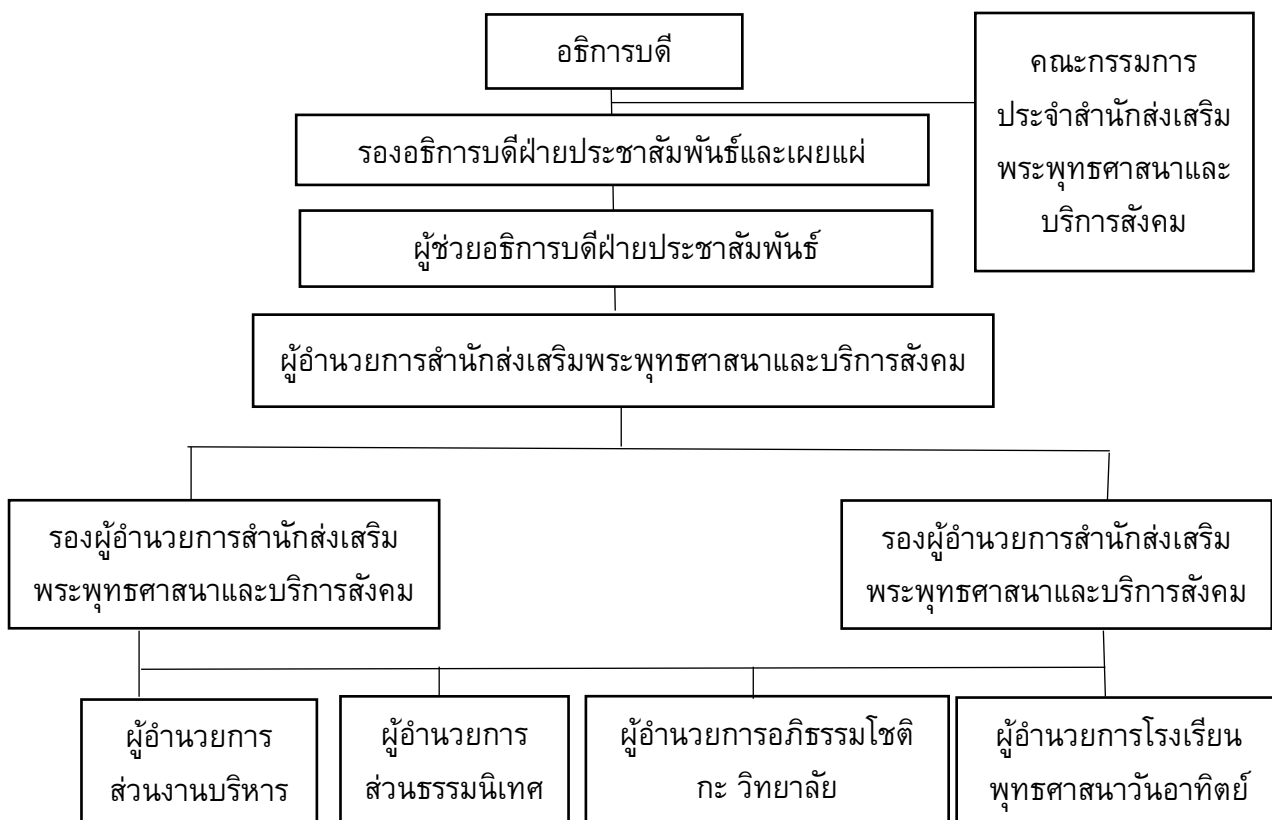 อธิการบดี
คณะกรรมการ
ประจำสำนักส่งเสริม
พระพุทธศาสนาและ
บริการสังคม
รองอธิการบดีฝ่ายประชาสัมพันธ์และเผยแผ่
ผู้ช่วยอธิการบดีฝ่ายประชาสัมพันธ์
ผู้อำนวยการสำนักส่งเสริมพระพุทธศาสนาและบริการสังคม
รองผู้อำนวยการสำนักส่งเสริม
พระพุทธศาสนาและบริการสังคม
รองผู้อำนวยการสำนักส่งเสริม
พระพุทธศาสนาและบริการสังคม
ผู้อำนวยการ
ส่วนงานบริหาร
ผู้อำนวยการ
ส่วนธรรมนิเทศ
ผู้อำนวยการอภิธรรมโชติ
กะ วิทยาลัย
ผู้อำนวยการโรงเรียน
พุทธศาสนาวันอาทิตย์